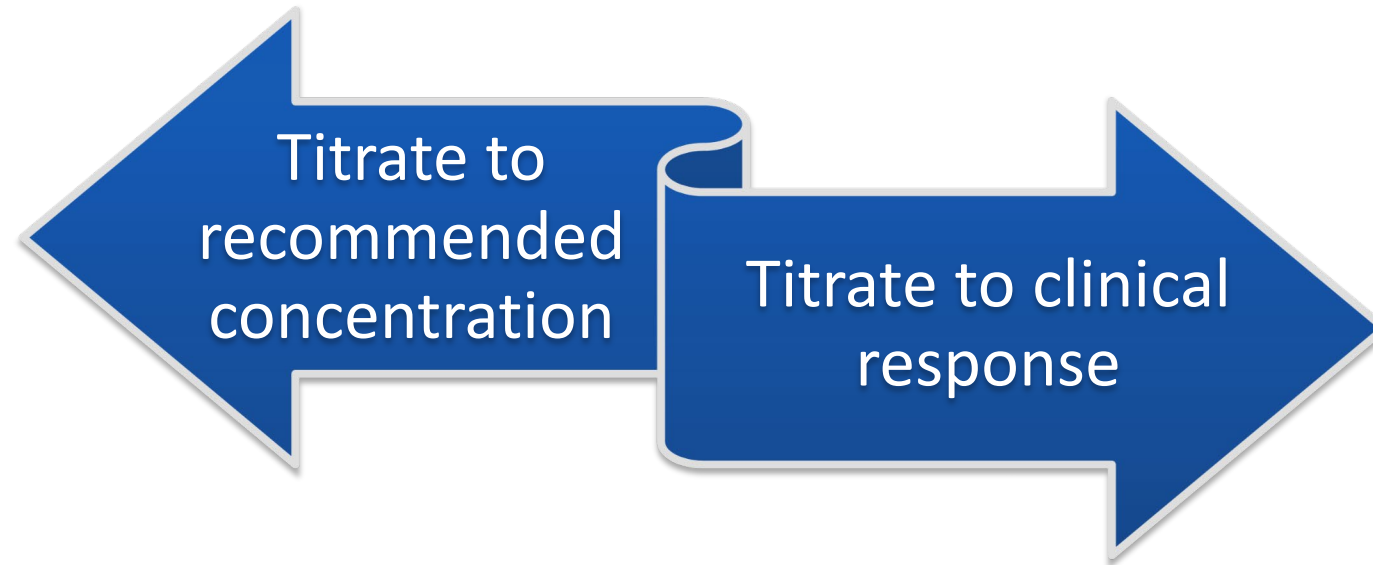 Titrate to
recommended
concentration
Titrate to clinical
response